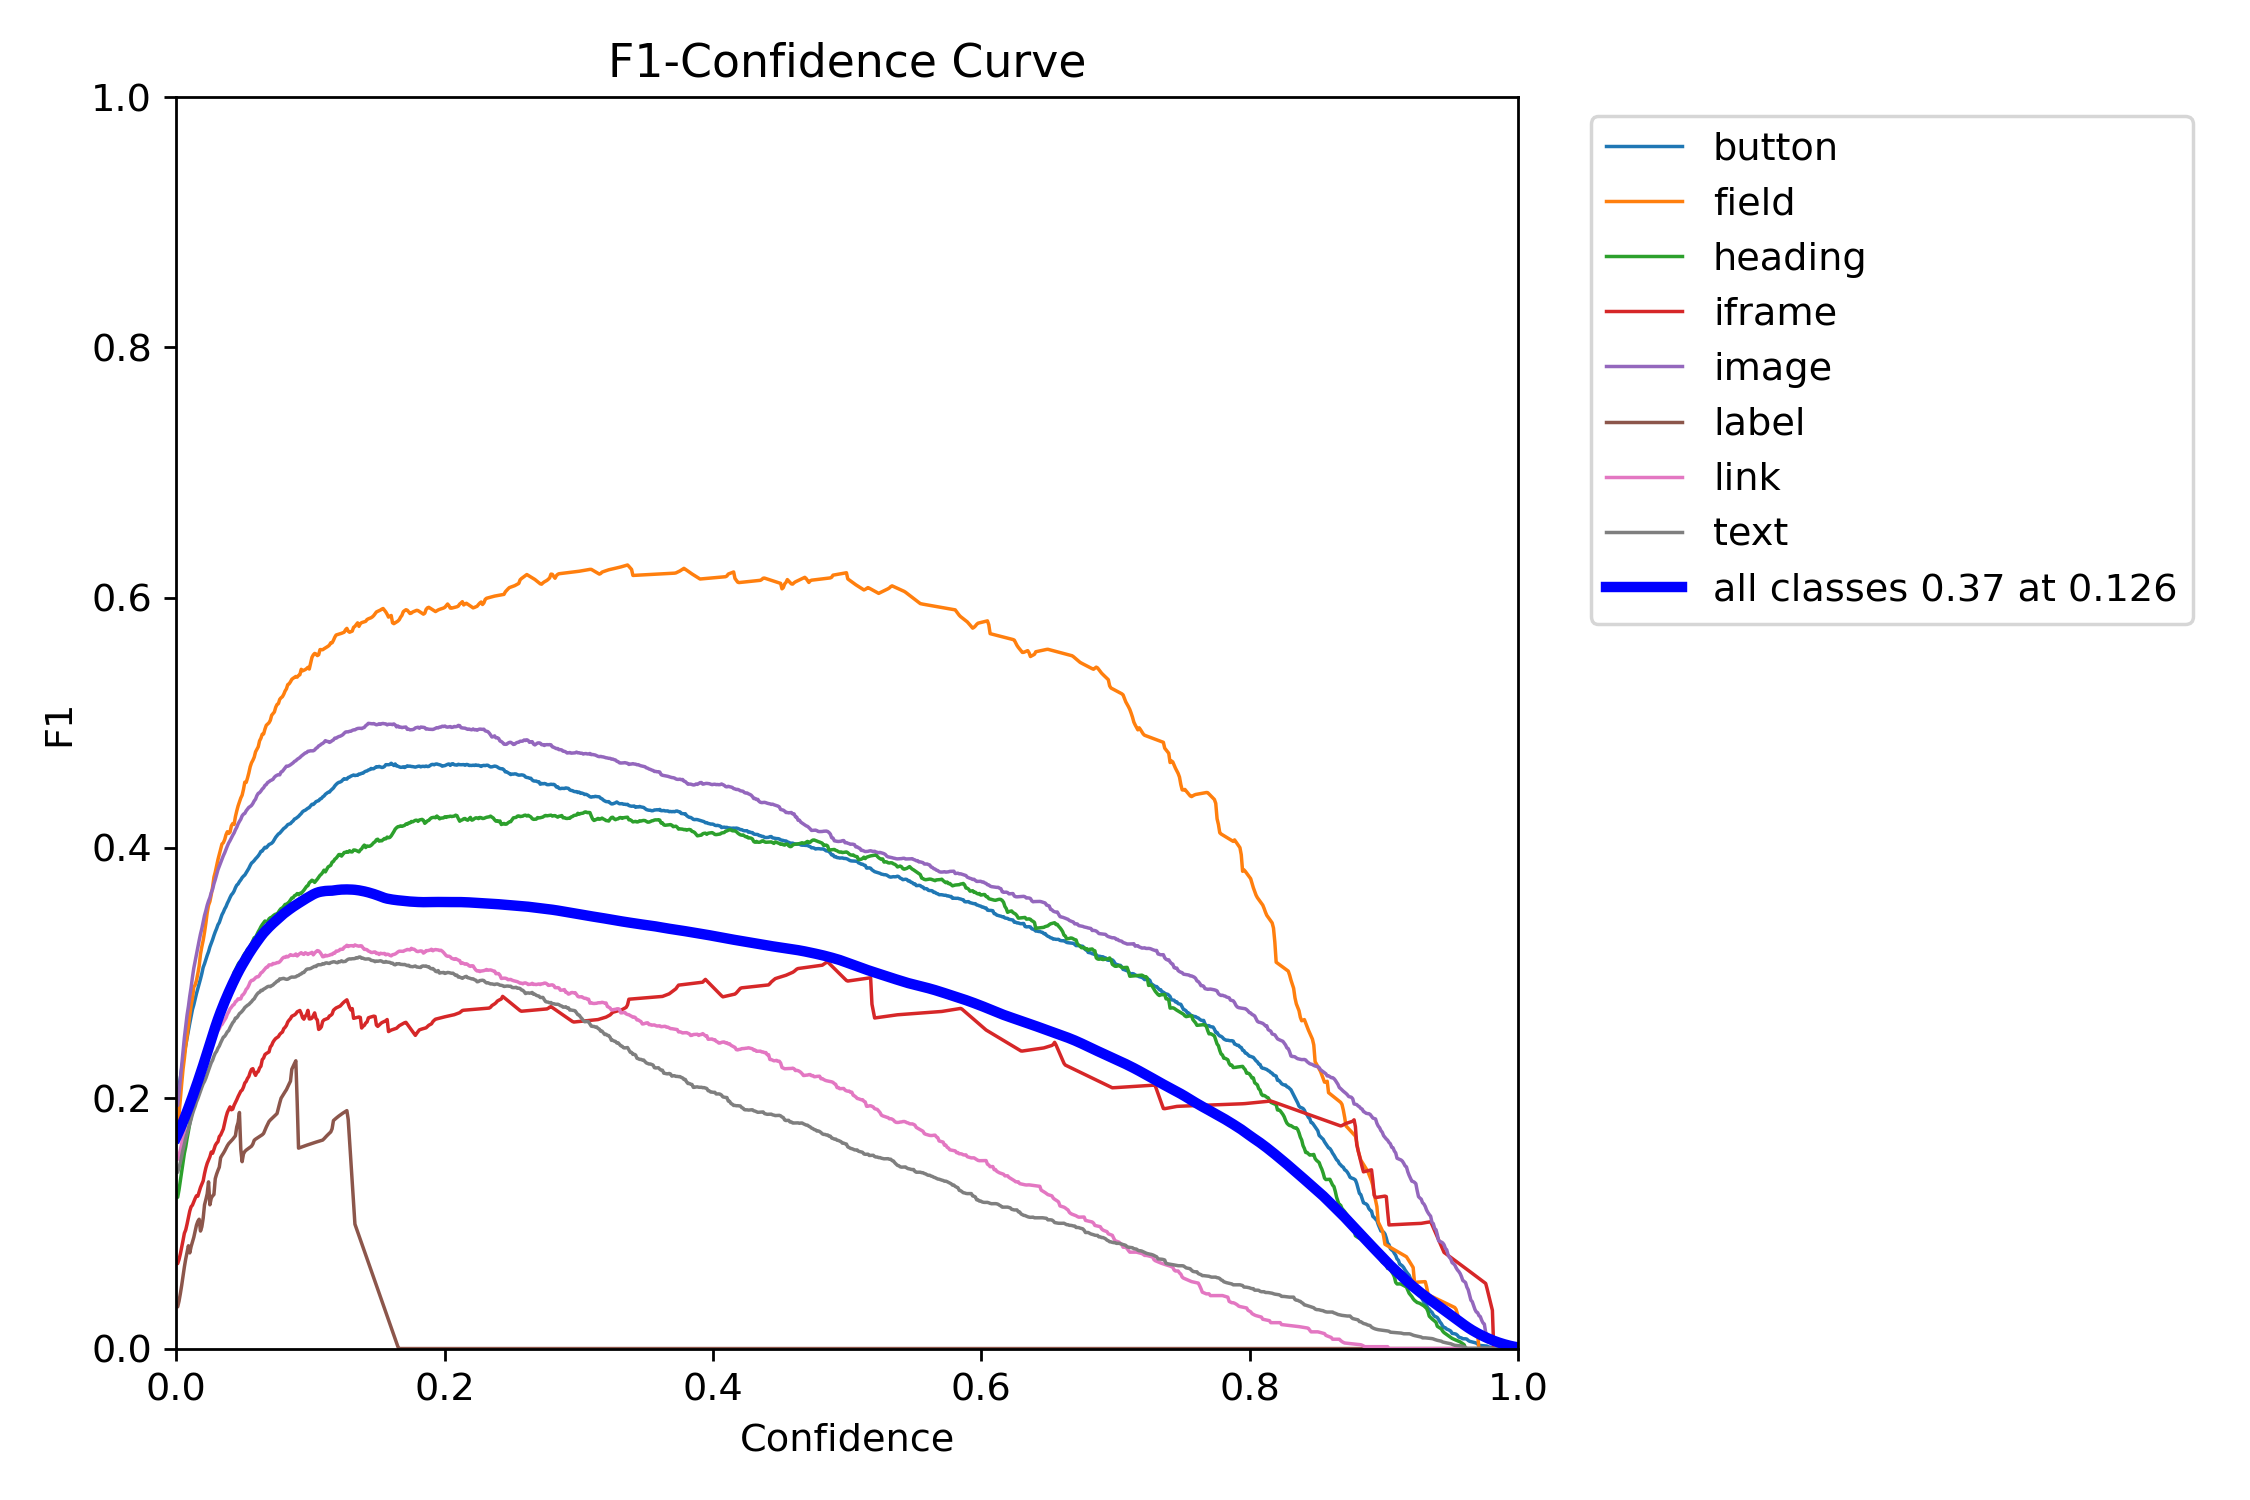 F1-Confidence Curve
1.0
0.8
0.6
0.4
0.2
0.0
F1
0.0 0.2 0.4 0.6 0.8 1.0
Confidence
button
field
heading
iframe
image
label
link
text
all classes 0.37 at 0.126